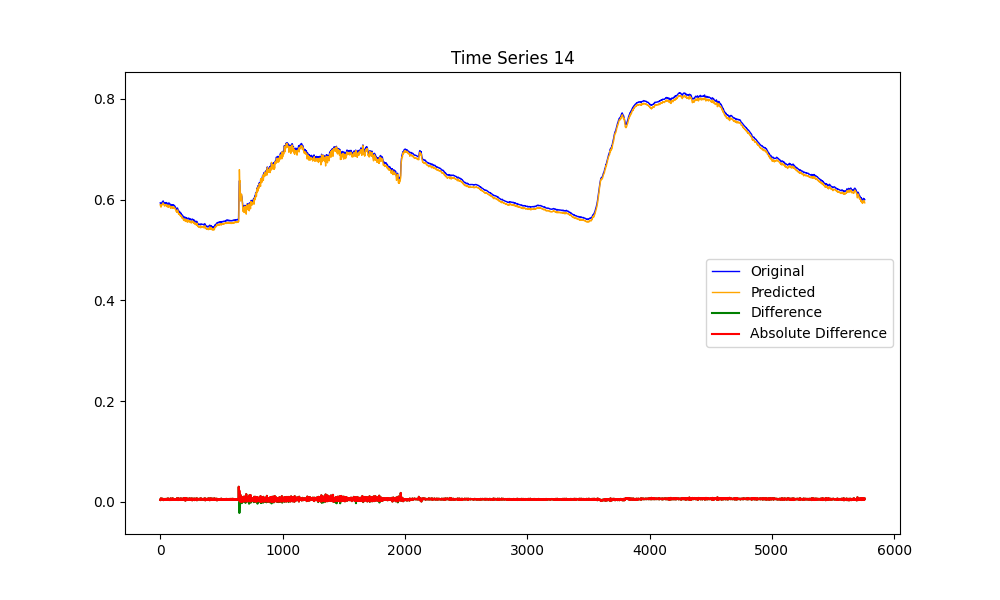 Time Series 14
0.8
0.6
0.4
0.2
0.0
Original
Predicted
Difference
Absolute Difference
0 1000 2000 3000 4000 5000 6000